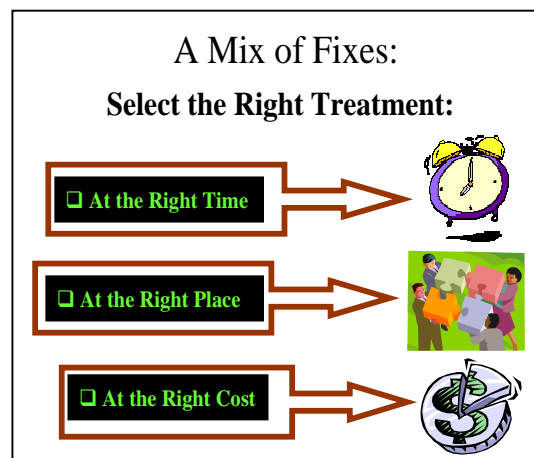 A Mix of Fixes:
Select the Right Treatment:
❑ At the Right Time
❑ At the Right Place
❑ At the Right Cost
$